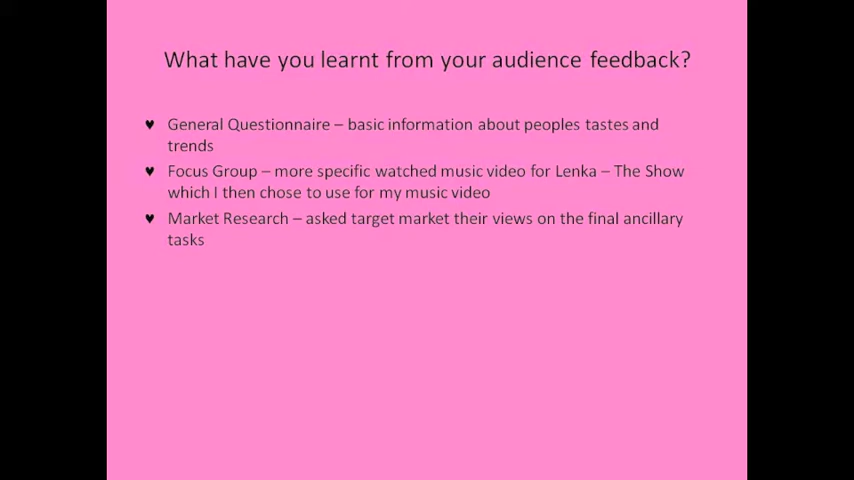 What have you learnt from your audience feedback?
♥ General Questionnaire – basic information about peoples tastes and
trends
♥ Focus Group – more specific watched music video for Lenka – The Show
which I then chose to use for my music video
♥ Market Research – asked target market their views on the final ancillary
tasks